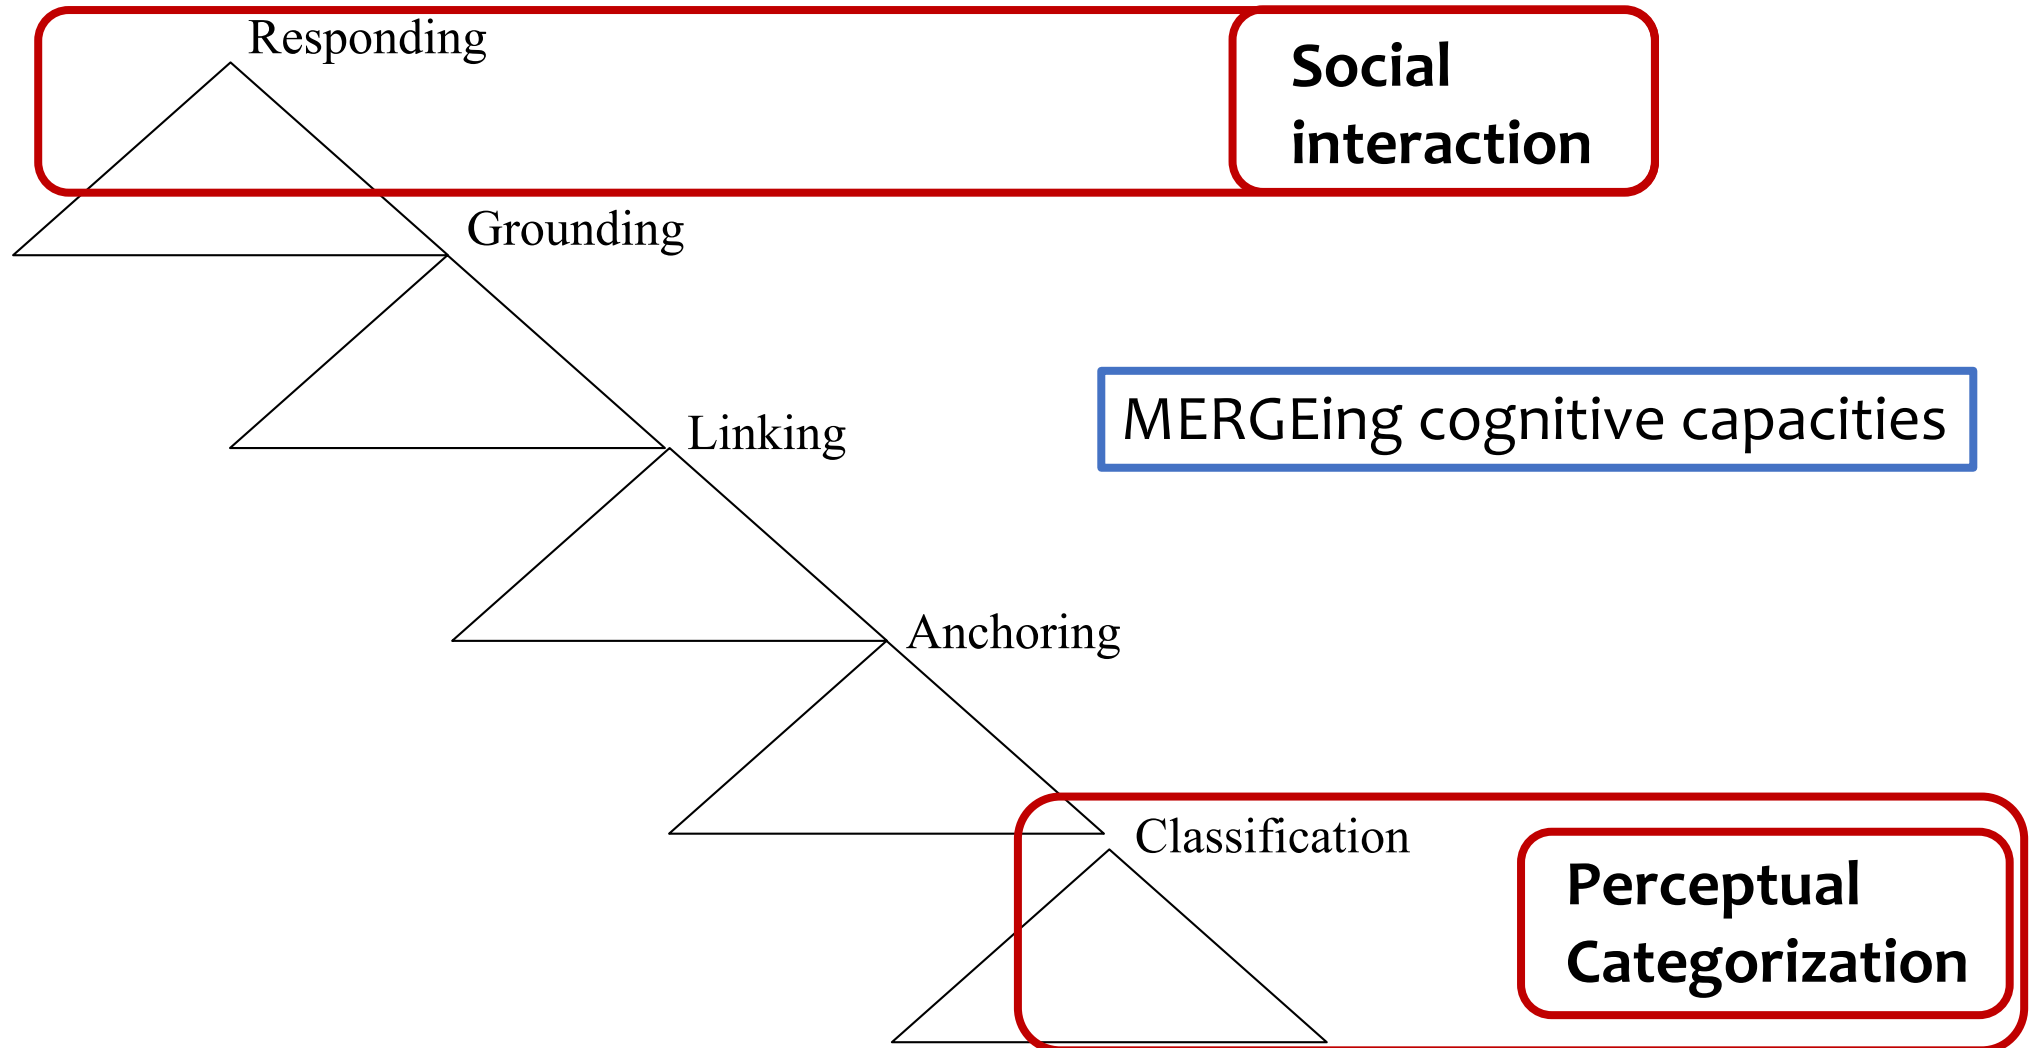 Responding
Social
interaction
Grounding
MERGEing cognitive capacities
Linking
Anchoring
Classification
Perceptual
Categorization